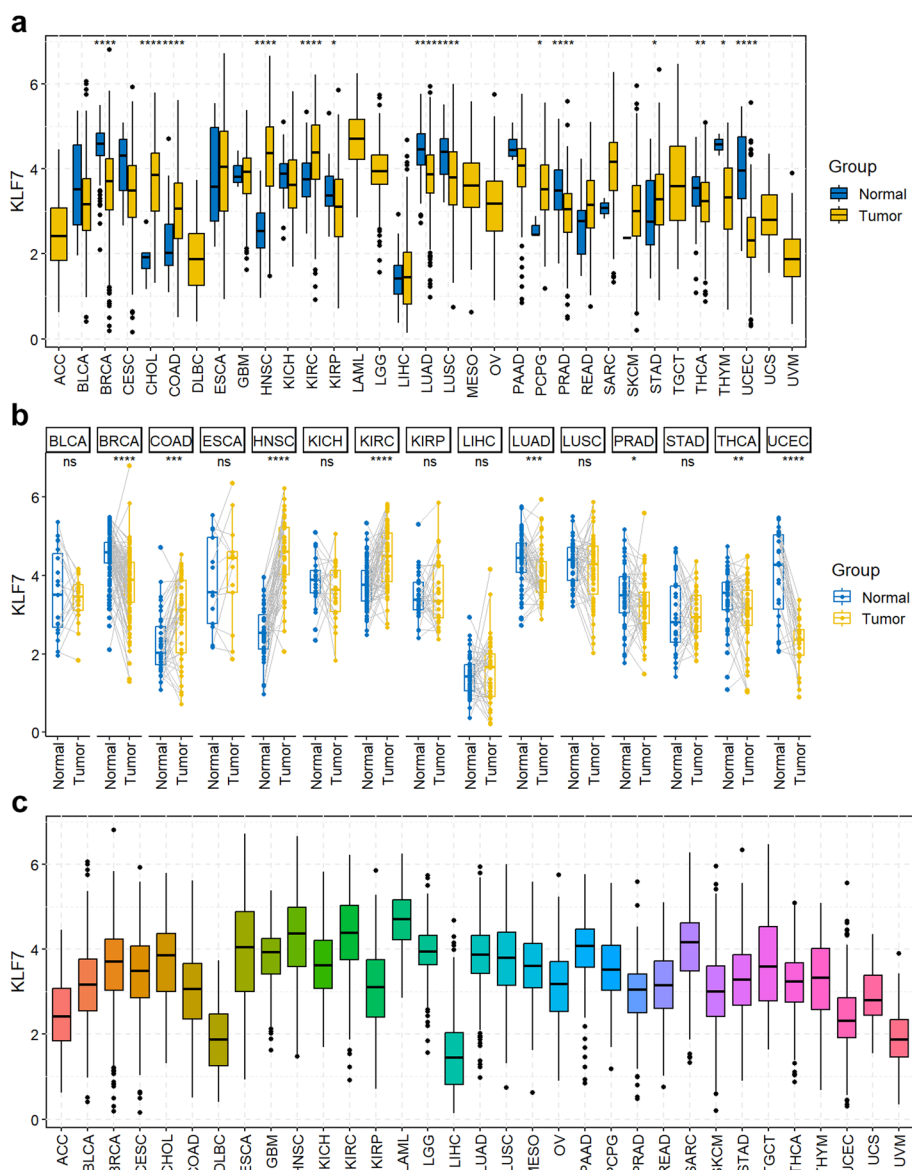 a
**** **** **** **** **** * **** **** * **** * ** * ****
KLF7
6
4
2
0
Group
Normal
Tumor
ACC BLCA BRCA CESC CHOL COAD DLBC ESCA GBM HNSC KICH KIRC KIRP LAML LGG LIHC LUAD LUSC MESO OV PAAD PCPG PRAD READ SARC SKCM STAD TGCT THCA THYM UCEC UCS UVM
b
BLCA BRCA COAD ESCA HNSC KICH KIRC KIRP LIHC LUAD LUSC PRAD STAD THCA UCEC
ns **** *** ns **** ns **** ns ns *** ns * ns ** ****
KLF7
6
4
2
0
Group
Normal
Tumor
Normal Tumor Normal Tumor Normal Tumor Normal Tumor Normal Tumor Normal Tumor Normal Tumor Normal Tumor Normal Tumor Normal Tumor Normal Tumor Normal Tumor Normal Tumor Normal Tumor Normal Tumor
c
KLF7
6
4
2
0
ACC BLCA BRCA CESC CHOL COAD DLBC ESCA GBM HNSC KICH KIRC KIRP LAML LGG LIHC LUAD LUSC MESO OV PAAD PCPG PRAD READ SARC SKCM STAD TGCT THCA THYM UCEC UCS UVM